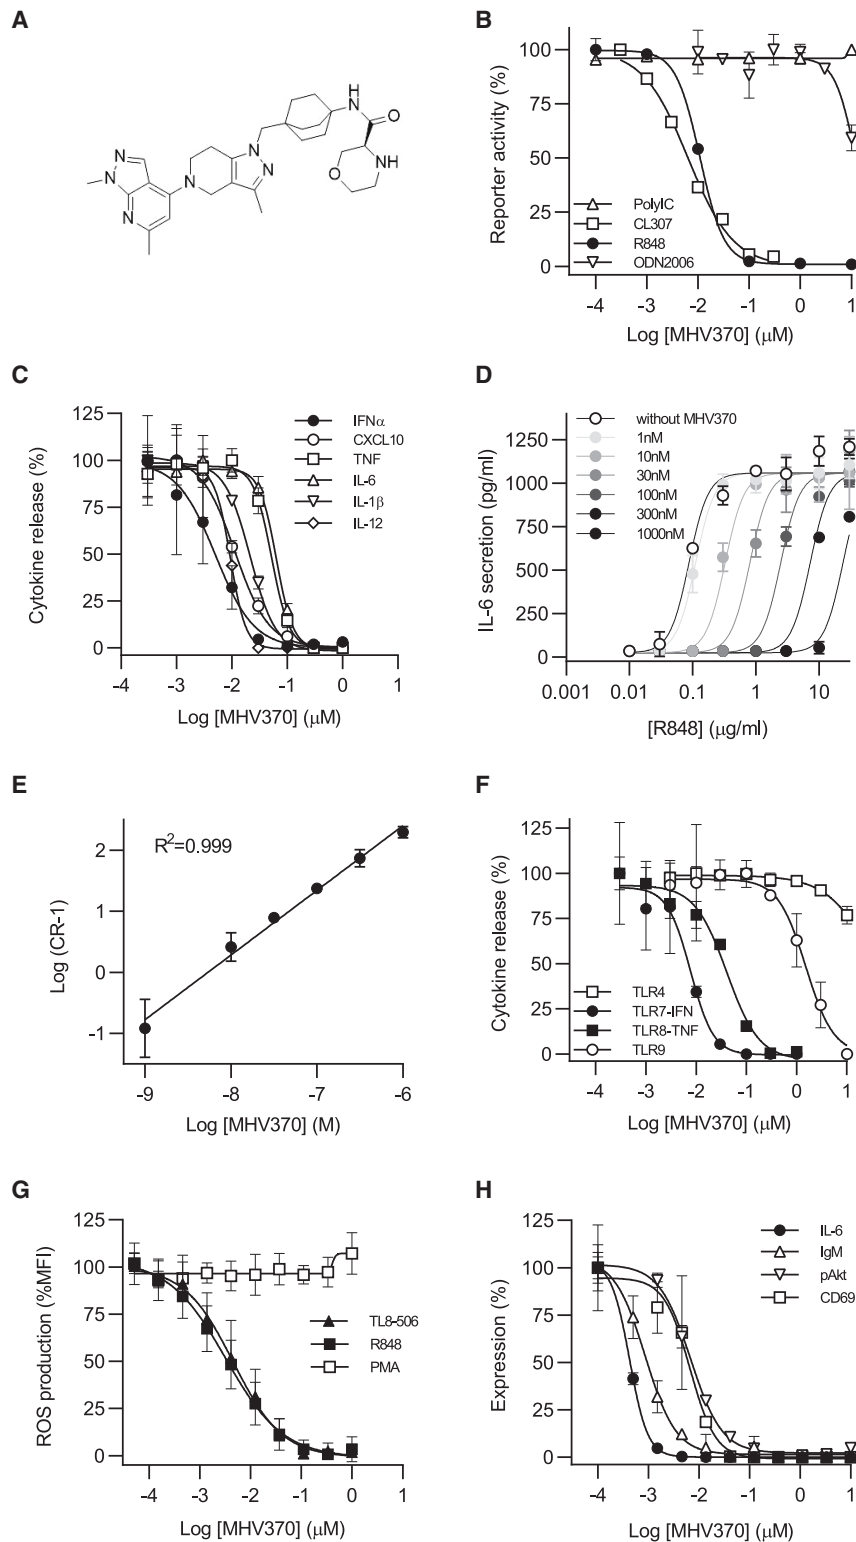 A
NH
O
NH
O
N
N
N
N
N
N
B
Reporter activity (%)
100
75
50
25
0
PolyIC
CL307
R848
ODN2006
-4 -3 -2 -1 0 1
Log [MHV370] (μM)
C
Cytokine release (%)
125
100
75
50
25
0
IFNα
CXCL10
TNF
IL-6
IL-1β
IL-12
-4 -3 -2 -1 0 1
Log [MHV370] (μM)
D
IL-6 secretion (pg/ml)
1250
1000
750
500
250
0
without MHV370
1nM
10nM
30nM
100nM
300nM
1000nM
0.001 0.01 0.1 1 10
[R848] (μg/ml)
E
Log (CR-1)
R2=0.999
2
1
0
-1
-9 -8 -7 -6
Log [MHV370] (M)
F
Cytokine release (%)
125
100
75
50
25
0
TLR4
TLR7-IFN
TLR8-TNF
TLR9
-4 -3 -2 -1 0 1
Log [MHV370] (μM)
G
ROS production (%MFI)
125
100
75
50
25
0
TL8-506
R848
PMA
-4 -3 -2 -1 0
Log [MHV370] (μM)
H
Expression (%)
125
100
75
50
25
0
IL-6
IgM
pAkt
CD69
-4 -3 -2 -1 0 1
Log [MHV370] (μM)